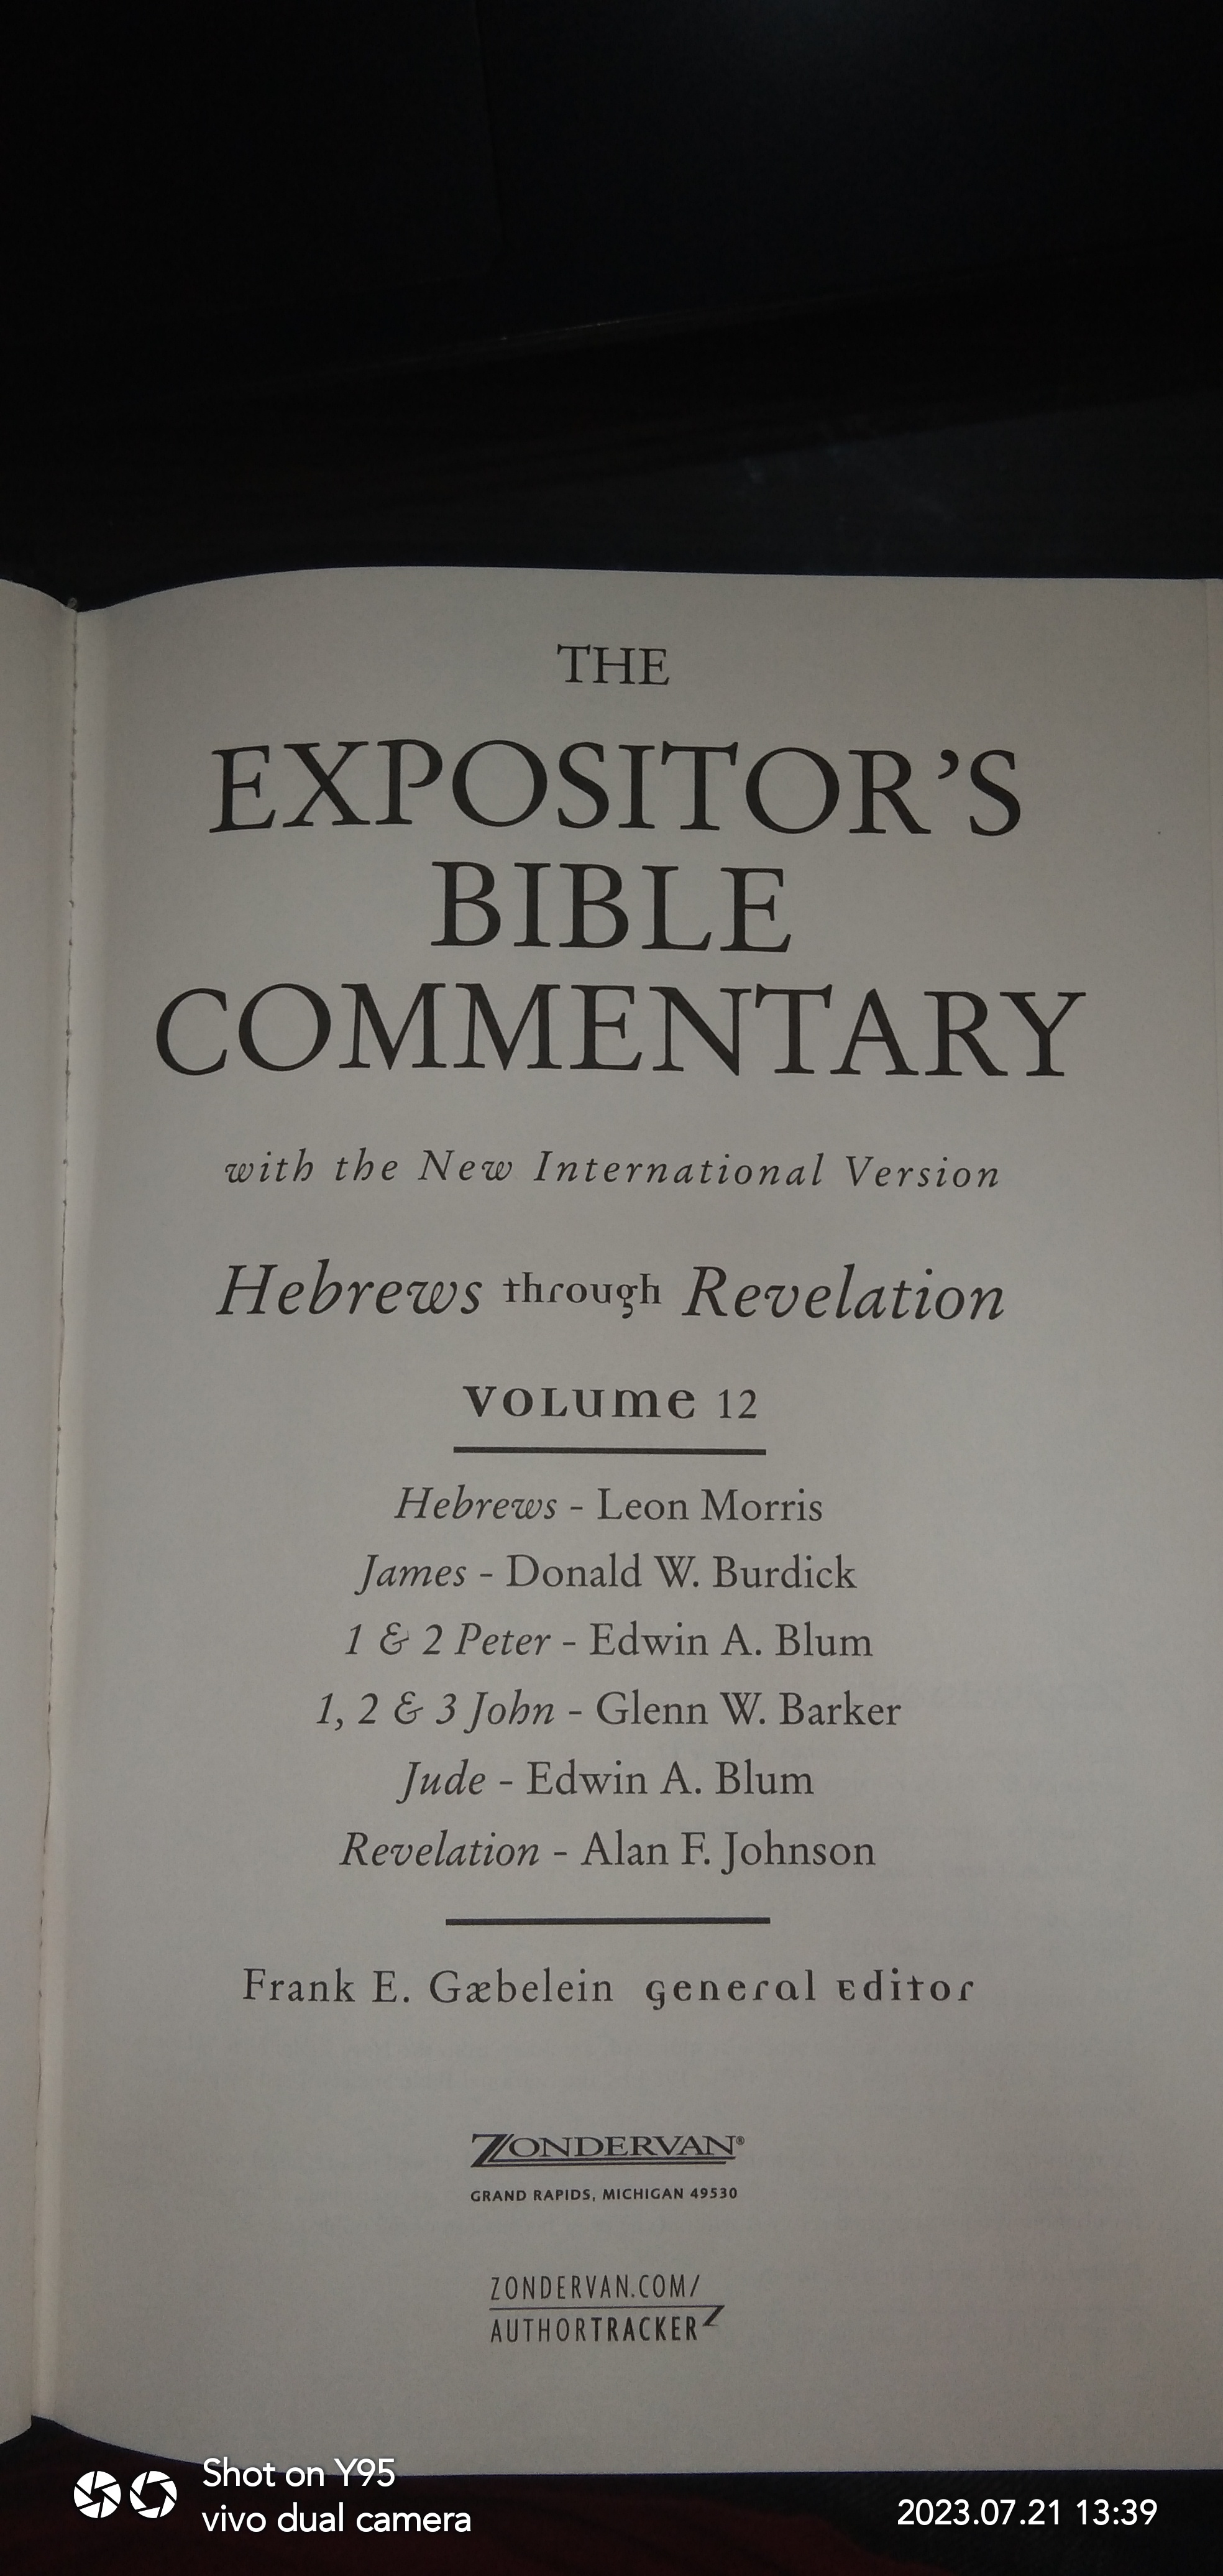 THE
EXPOSITOR'S
BIBLE
COMMENTARY
with the New International Version
Hebrews through Revelation
VOLUME 12
Hebrews - Leon Morris
James - Donald W. Burdick
1 & 2 Peter - Edwin A. Blum
1, 2 & 3 John - Glenn W. Barker
Jude - Edwin A. Blum
Revelation - Alan F. Johnson
Frank E. Gæbelein General Editor
ZONDERVAN®
GRAND RAPIDS, MICHIGAN 49530
ZONDERVAN.COM/
AUTHORTRACKER
Shot on Y95
vivo dual camera
2023.07.21 13:39